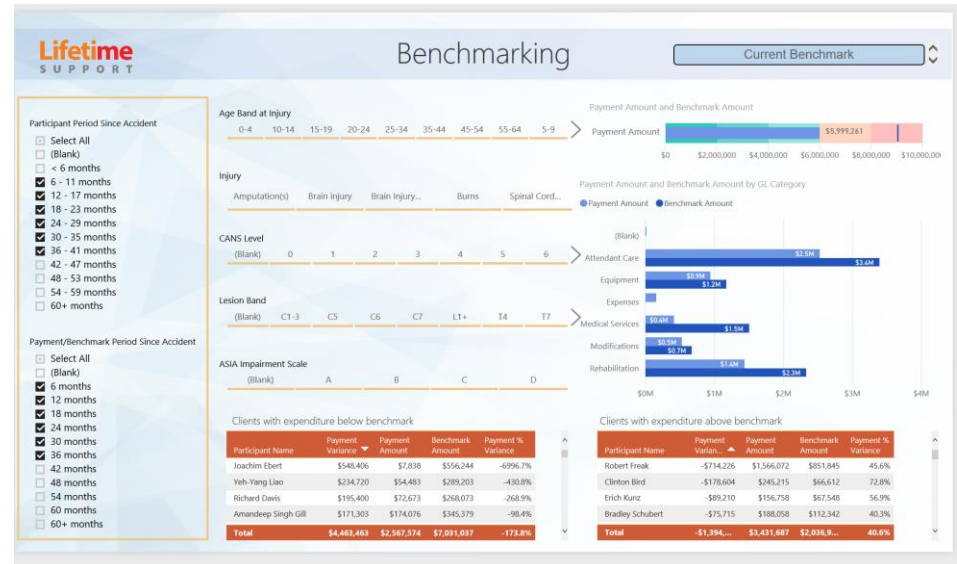 Lifetime
SUPPORT
Benchmarking
Current Benchmark
Participant Period Since Accident
Select All
(Blank)
< 6 months
6 - 11 months
12 - 17 months
18 - 23 months
24 - 29 months
30 - 35 months
36 - 41 months
42 - 47 months
48 - 53 months
54 - 59 months
60+ months
Payment/Benchmark Period Since Accident
Select All
(Blank)
6 months
12 months
18 months
24 months
30 months
36 months
42 months
48 months
54 months
60 months
60+ months
Age Band at Injury
0-4 10-14 15-19 20-24 25-34 35-44 45-54 55-64 5-9
Injury
Amputation(s) Brain injury Brain Injury... Burns Spinal Cord...
CANS Level
(Blank) 0 1 2 3 4 5 6
Lesion Band
(Blank) C1-3 C5 C6 C7 L1+ T4 T7
ASIA Impairment Scale
(Blank) A B C D
Payment Amount and Benchmark Amount
Payment Amount $5,999,261
$0 $2,000,000 $4,000,000 $6,000,000 $8,000,000 $10,000,00
Payment Amount and Benchmark Amount by GL Category
Payment Amount Benchmark Amount
(Blank)
Attendant Care $2.5M
$3.4M
Equipment $0.9M
$1.2M
Expenses
Medical Services $0.4M
$1.5M
Modifications $0.5M
$0.7M
Rehabilitation $1.4M
$2.3M
$0M $1M $2M $3M $4M
Clients with expenditure below benchmark
Participant Name Payment Variance Payment Amount Benchmark Amount Payment % Variance
Joachim Ebert $548,406 $7,838 $556,244 -6996.7%
Yeh-Yang Liao $234,720 $54,483 $289,203 -430.8%
Richard Davis $195,400 $72,673 $268,073 -268.9%
Amandeep Singh Gill $171,303 $174,076 $345,379 -98.4%
Total $4,463,463 $2,567,574 $7,031,037 -173.8%
Clients with expenditure above benchmark
Participant Name Payment Varian... Payment Amount Benchmark Amount Payment % Variance
Robert Freak -$714,226 $1,566,072 $851,845 45.6%
Clinton Bird -$178,604 $245,215 $66,612 72.8%
Erich Kunz -$89,210 $156,758 $67,548 56.9%
Bradley Schubert -$75,715 $188,058 $112,342 40.3%
Total -$1,394,... $3,431,687 $2,036,9... 40.6%